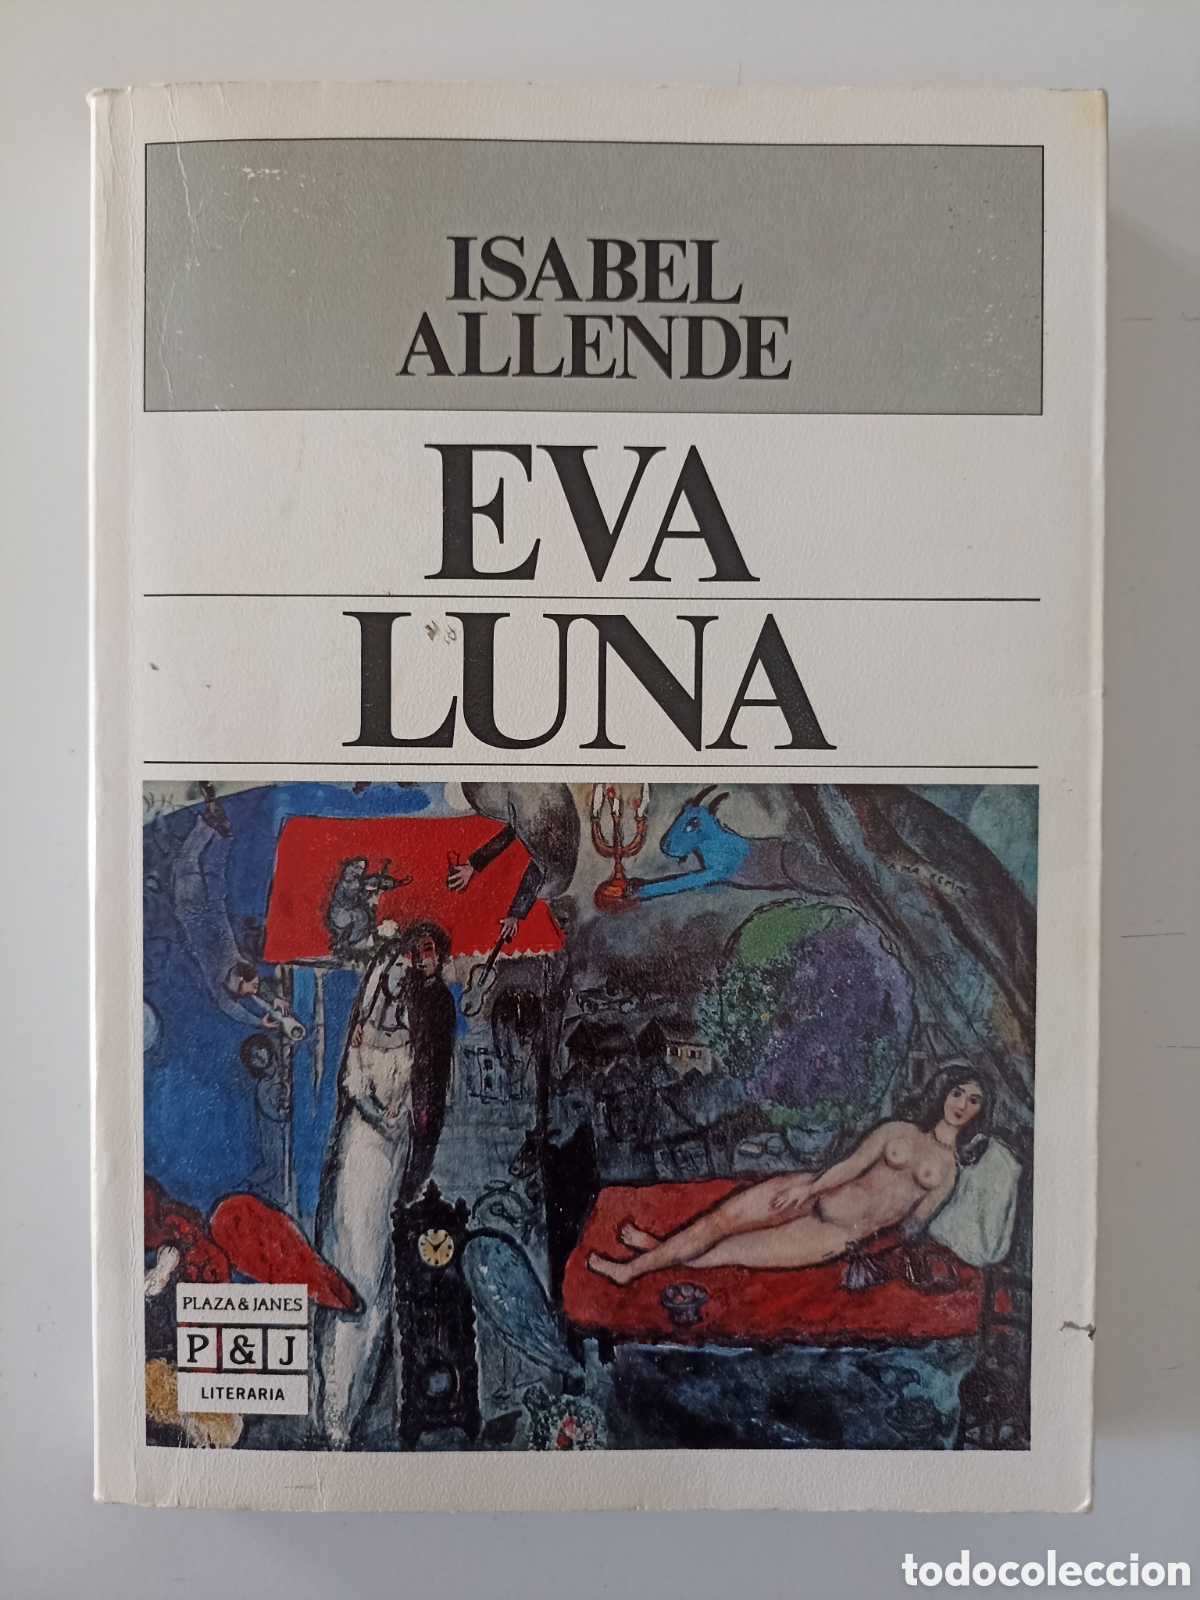 ISABEL
ALLENDE
EVA
LUNA
PLAZA & JANES
P & J
LITERARIA
todocoleccion